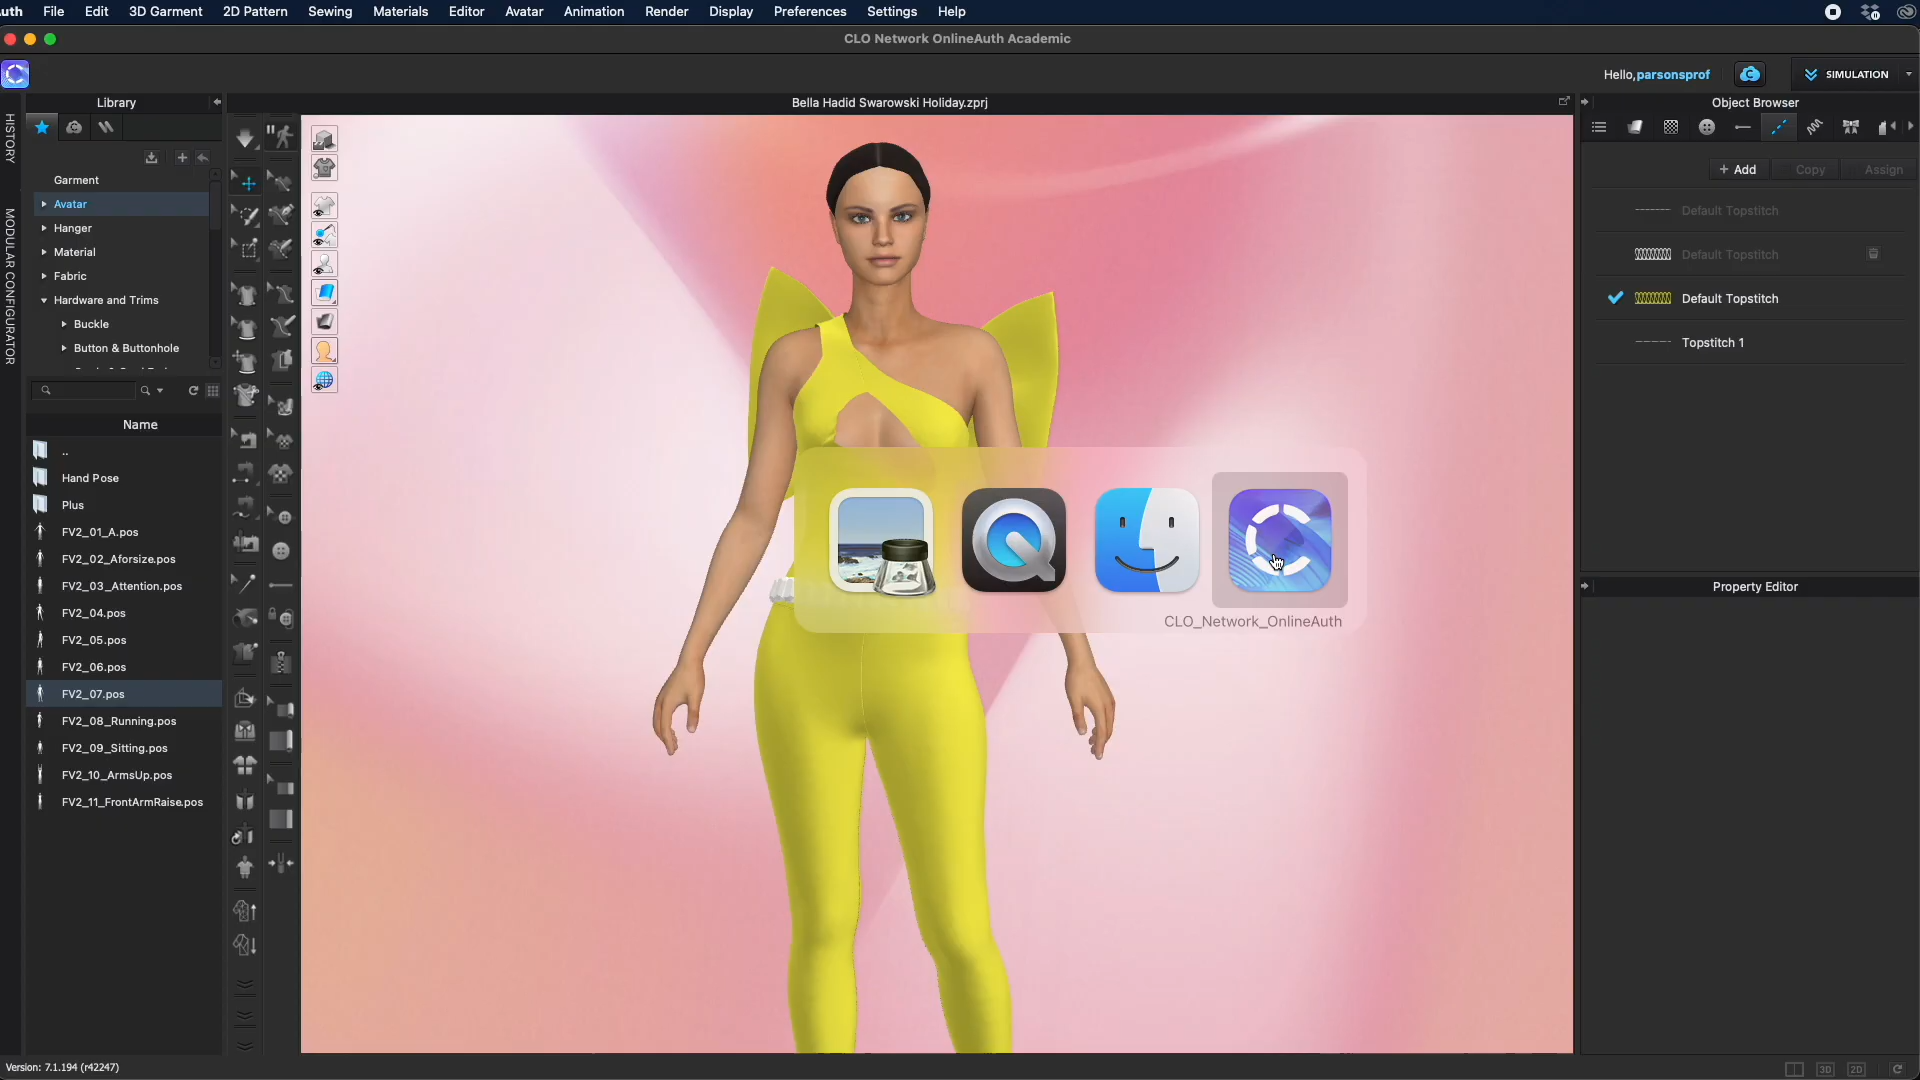 uth File Edit 3D Garment 2D Pattern Sewing Materials Editor Avatar Animation Render Display Preferences Settings Help
CLO Network OnlineAuth Academic
Hello,parsonsprof
SIMULATION
Library
Bella Hadid Swarowski Holiday.zprj
Object Browser
HISTORY
MODULAR CONFIGURATOR
Garment
Avatar
Hanger
Material
Fabric
Hardware and Trims
Buckle
Button & Buttonhole
Name
..
Hand Pose
Plus
FV2_01_A.pos
FV2_02_Aforsize.pos
FV2_03_Attention.pos
FV2_04.pos
FV2_05.pos
FV2_06.pos
FV2_07.pos
FV2_08_Running.pos
FV2_09_Sitting.pos
FV2_10_ArmsUp.pos
FV2_11_FrontArmRaise.pos
CLO_Network_OnlineAuth
+ Add Copy Assign
Default Topstitch
Default Topstitch
Default Topstitch
Topstitch 1
Property Editor
Version: 7.1.194 (r42247)
3D 2D